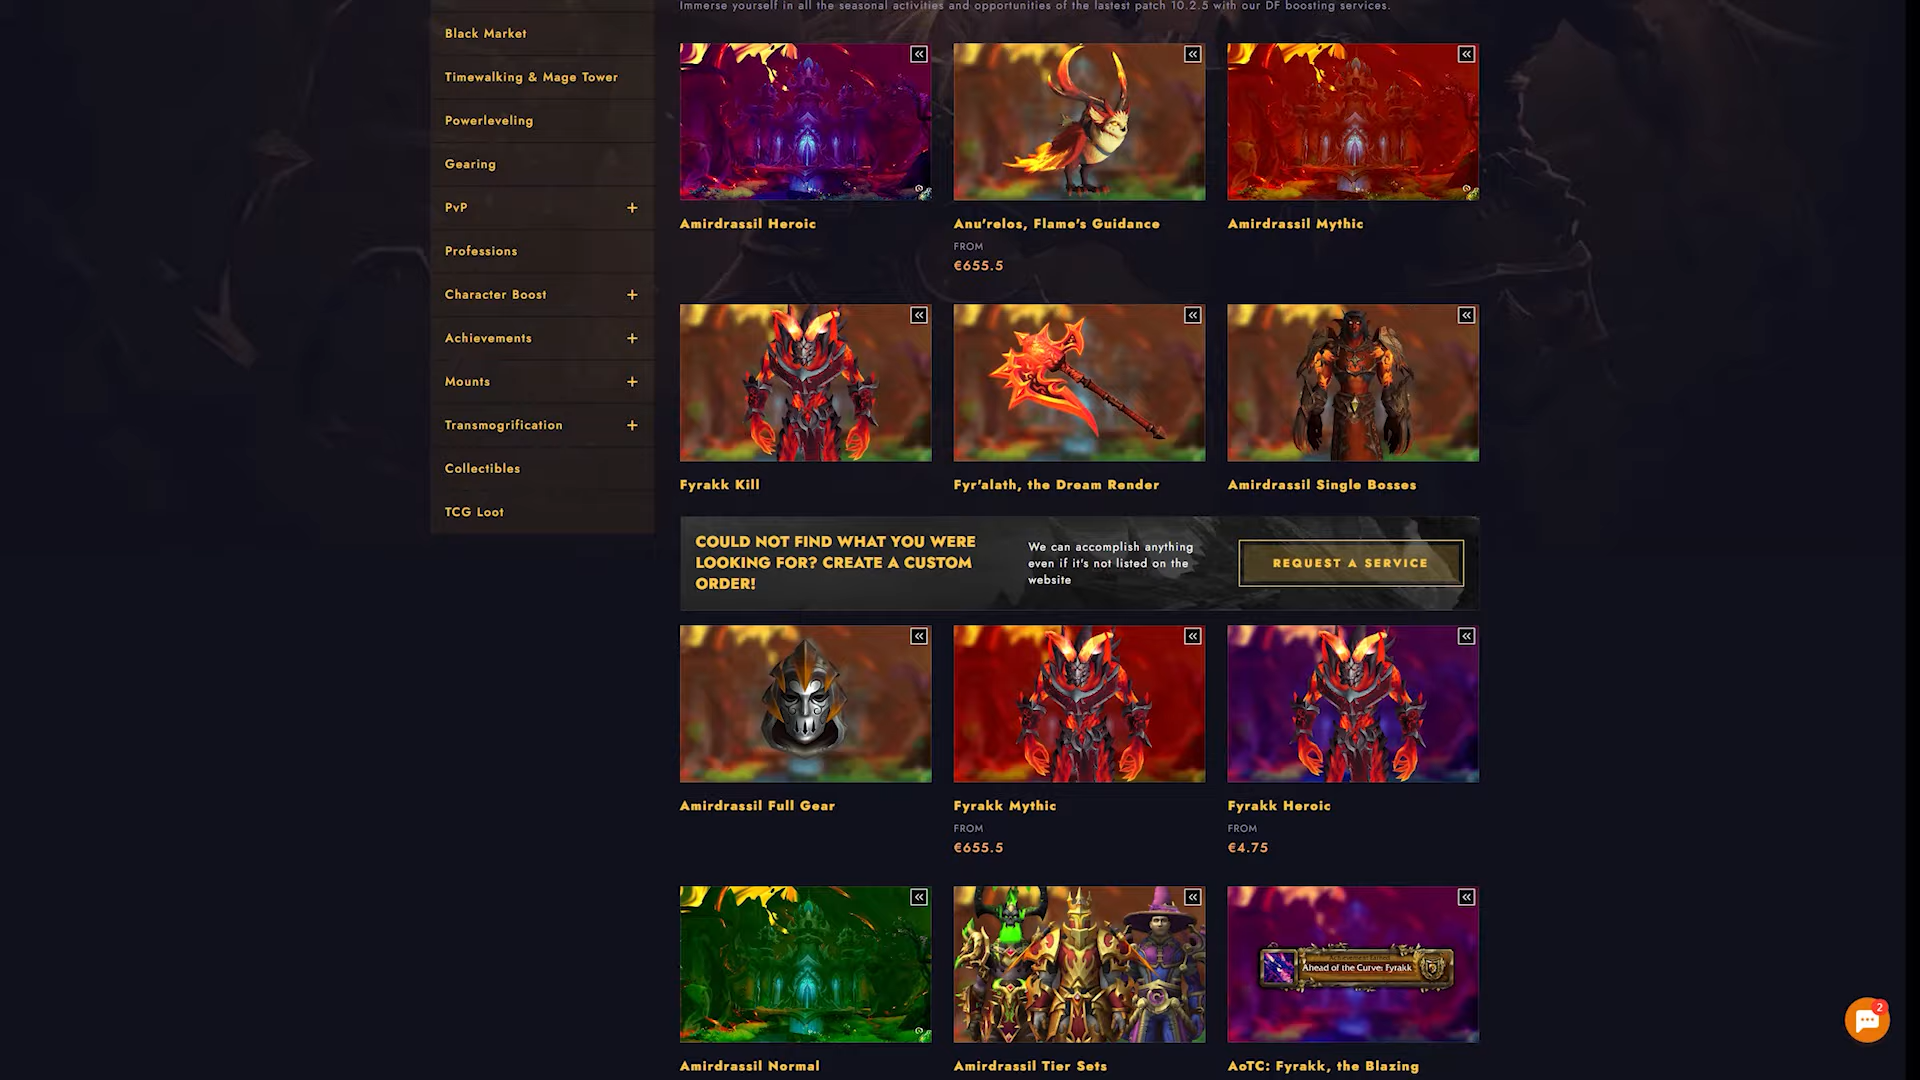 Immerse yourself in all the seasonal activities and opportunities of the lastest patch 10.2.5 with our DF boosting services.
Black Market
Timewalking & Mage Tower
Powerleveling
Gearing
PvP +
Professions
Character Boost +
Achievements +
Mounts +
Transmogrification +
Collectibles
TCG Loot
Amirdrassil Heroic
Anu’relos, Flame’s Guidance
FROM
€655.5
Amirdrassil Mythic
Fyrakk Kill
Fyr’alath, the Dream Render
Amirdrassil Single Bosses
COULD NOT FIND WHAT YOU WERE
LOOKING FOR? CREATE A CUSTOM
ORDER!
We can accomplish anything
even if it's not listed on the
website
REQUEST A SERVICE
Amirdrassil Full Gear
Fyrakk Mythic
FROM
€655.5
Fyrakk Heroic
FROM
€4.75
Ahead of the Curve: Fyrakk
Amirdrassil Normal
Amirdrassil Tier Sets
AoTC: Fyrakk, the Blazing
2